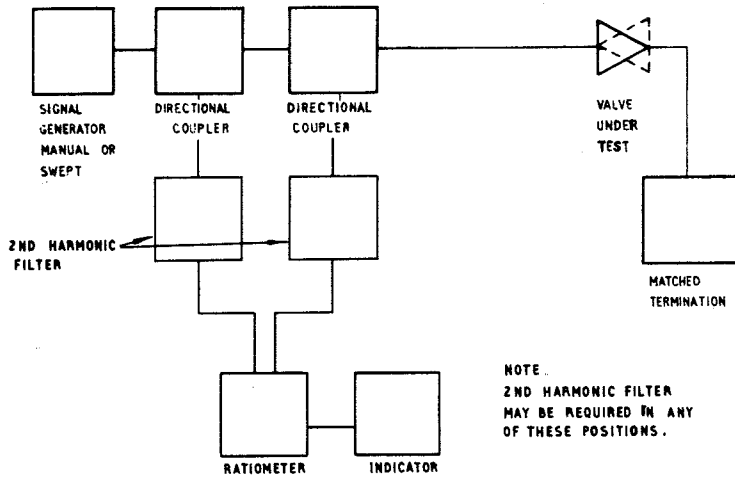 SIGNAL
GENERATOR
MANUAL OR
SWEPT
DIRECTIONAL
COUPLER
DIRECTIONAL
COUPLER
VALVE
UNDER
TEST
2ND HARMONIC
FILTER
MATCHED
TERMINATION
NOTE
2ND HARMONIC FILTER
MAY BE REQUIRED IN ANY
OF THESE POSITIONS.
RATIOMETER
INDICATOR